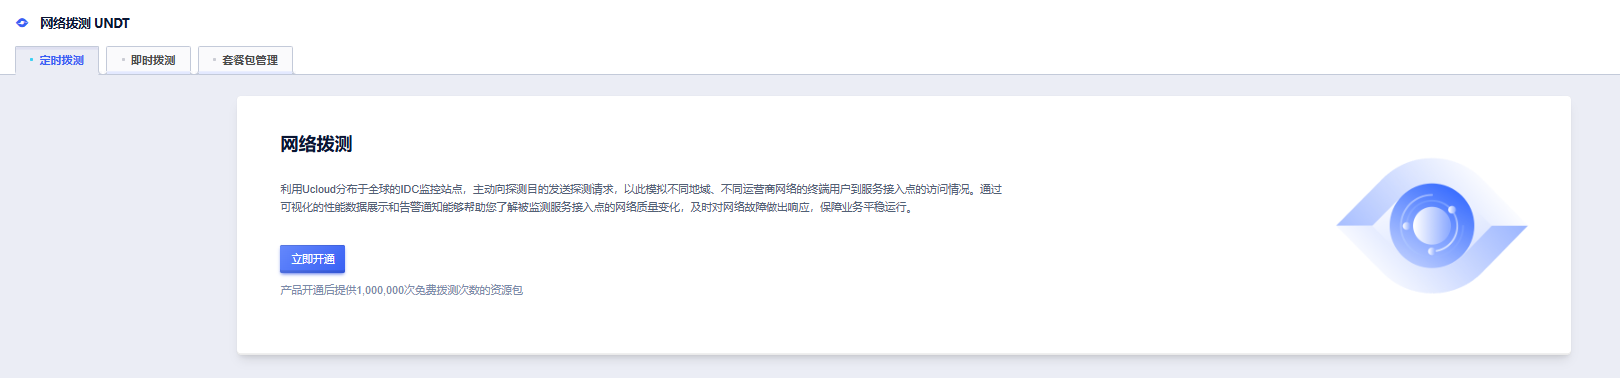 网络拨测 UNDT
定时拨测
即时拨测
套餐包管理
网络拨测
利用Ucloud分布于全球的IDC监控站点，主动向探测目的发送探测请求，以此模拟不同地域、不同运营商网络的终端用户到服务接入点的访问情况。通过
可视化的性能数据展示和告警通知能够帮助您了解被监测服务接入点的网络质量变化，及时对网络故障做出响应，保障业务平稳运行。
立即开通
产品开通后提供1,000,000次免费拨测次数的资源包